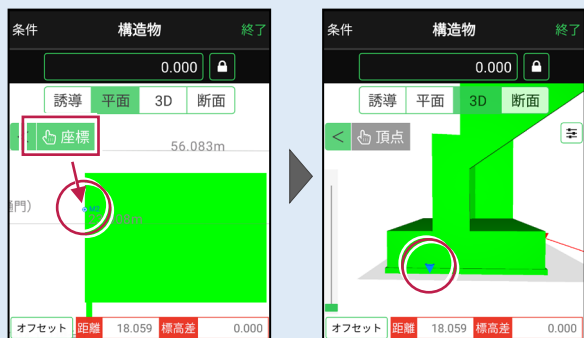 条件 構造物 終了
0.000
誘導 平面 3D 断面
< 座標
56.083m
M2
門)
オフセット 距離 18.059 標高差 0.000
条件 構造物 終了
0.000
誘導 平面 3D 断面
< 頂点
オフセット 距離 18.059 標高差 0.000